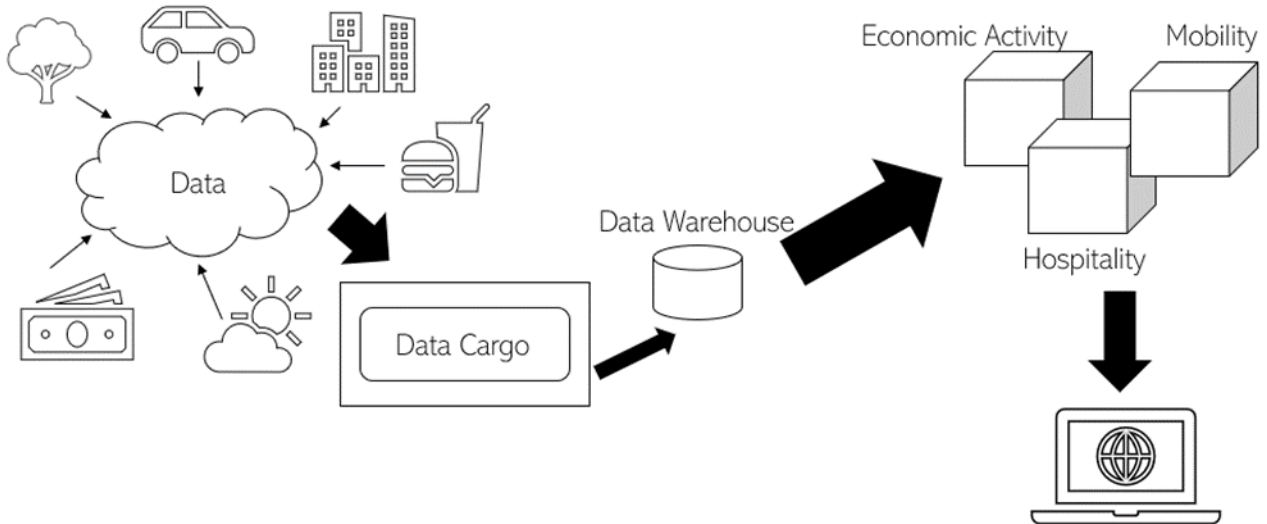 Economic Activity
Mobility
Data
Data Warehouse
Hospitality
Data Cargo